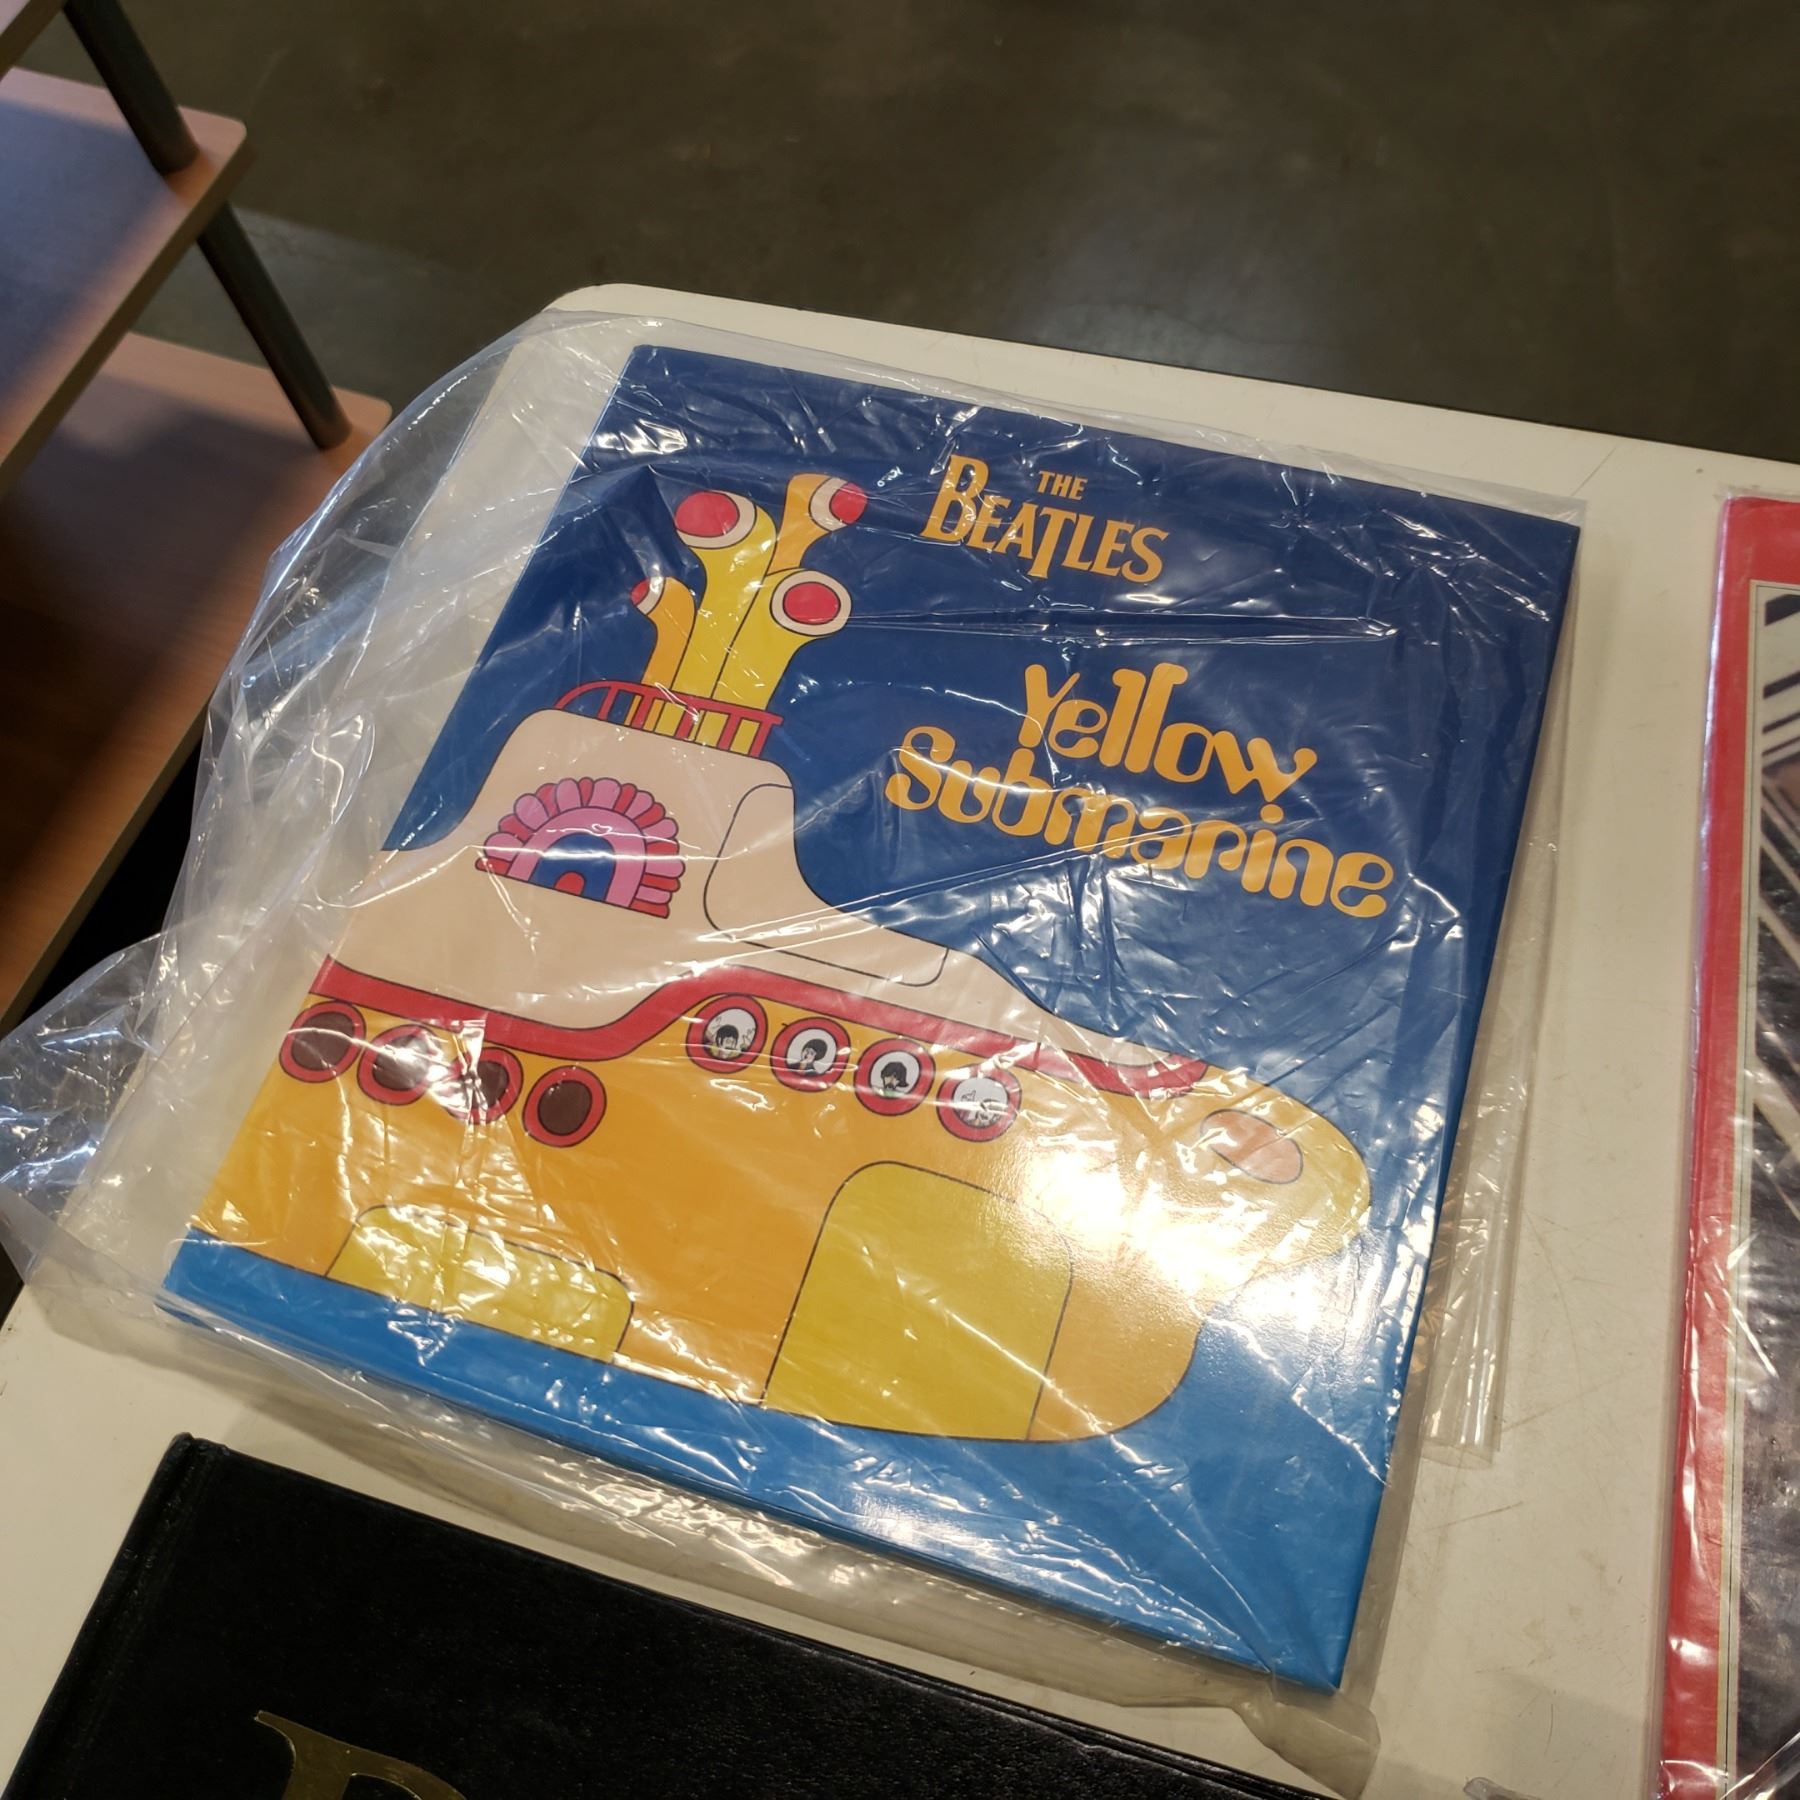 THE
BEATLES
Yellow
Submarine